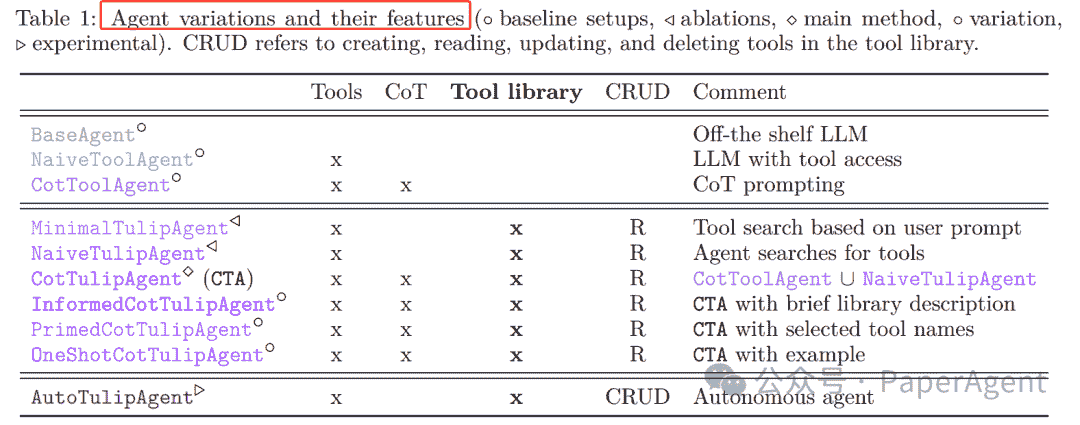 Table 1: Agent variations and their features (○ baseline setups, ◁ ablations, ◇ main method, ○ variation,
▷ experimental). CRUD refers to creating, reading, updating, and deleting tools in the tool library.
Tools CoT Tool library CRUD Comment
BaseAgent○ Off-the shelf LLM
NaiveToolAgent○ x LLM with tool access
CotToolAgent○ x x CoT prompting
MinimalTulipAgent◁ x x R Tool search based on user prompt
NaiveTulipAgent◁ x x R Agent searches for tools
CotTulipAgent◇ (CTA) x x x R CotToolAgent ∪ NaiveTulipAgent
InformedCotTulipAgent○ x x x R CTA with brief library description
PrimedCotTulipAgent○ x x x R CTA with selected tool names
OneShotCotTulipAgent○ x x x R CTA with example
AutoTulipAgent▷ x x CRUD Autonomous agent
公众号 · PaperAgent